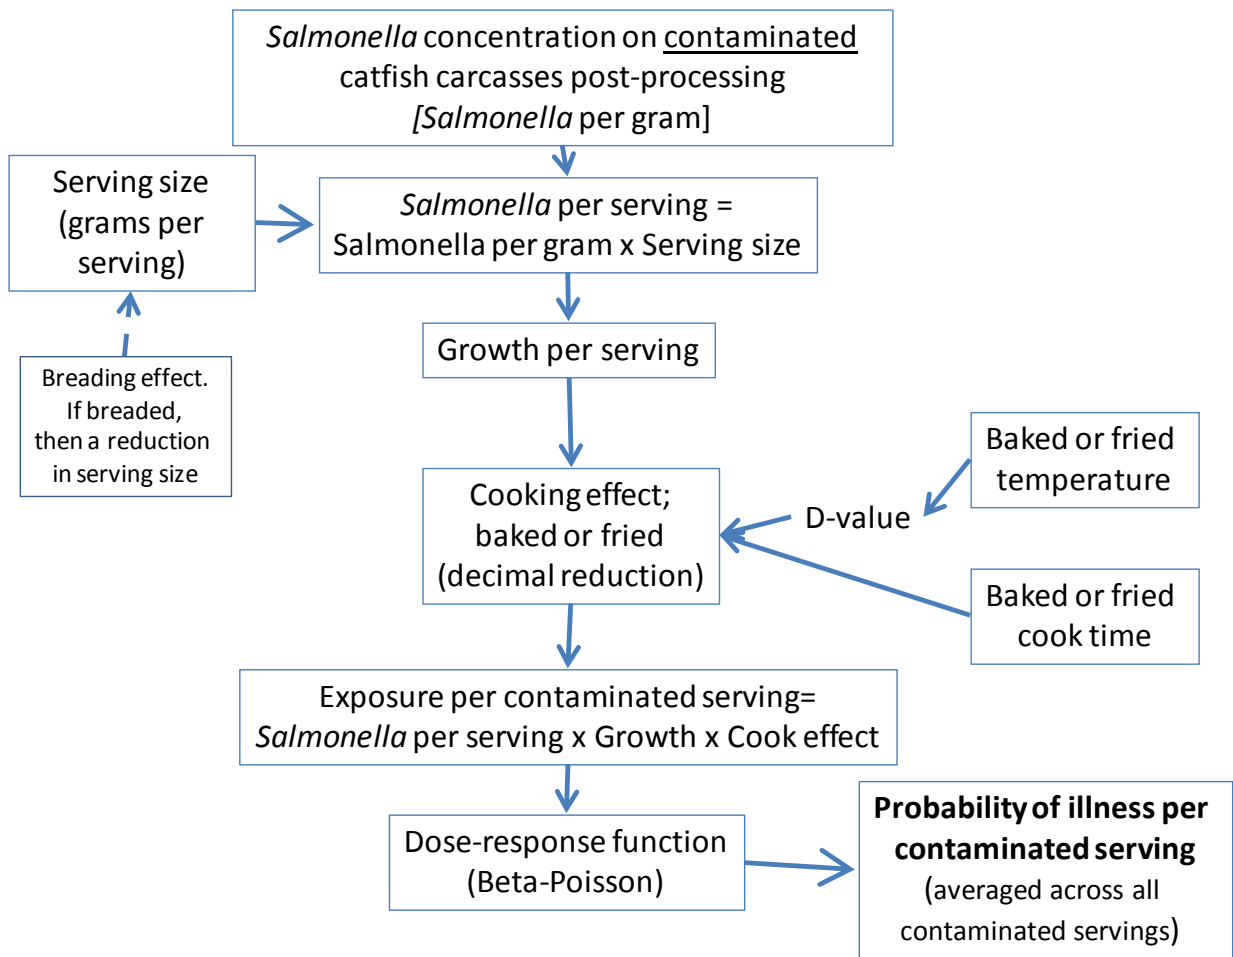 Salmonella concentration on contaminated
catfish carcasses post-processing
[Salmonella per gram]
Serving size
(grams per
serving)
Salmonella per serving =
Salmonella per gram x Serving size
Breading effect.
If breaded,
then a reduction
in serving size
Growth per serving
Baked or fried
temperature
Cooking effect;
baked or fried
(decimal reduction)
D-value
Baked or fried
cook time
Exposure per contaminated serving=
Salmonella per serving x Growth x Cook effect
Dose-response function
(Beta-Poisson)
Probability of illness per
contaminated serving
(averaged across all
contaminated servings)